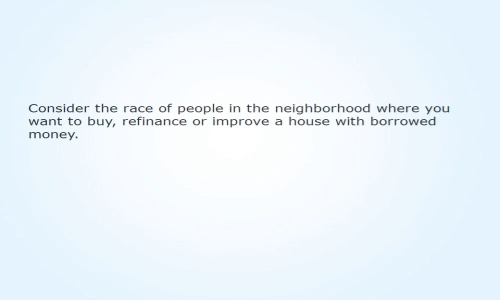 Consider the race of people in the neighborhood where you
want to buy, refinance or improve a house with borrowed
money.